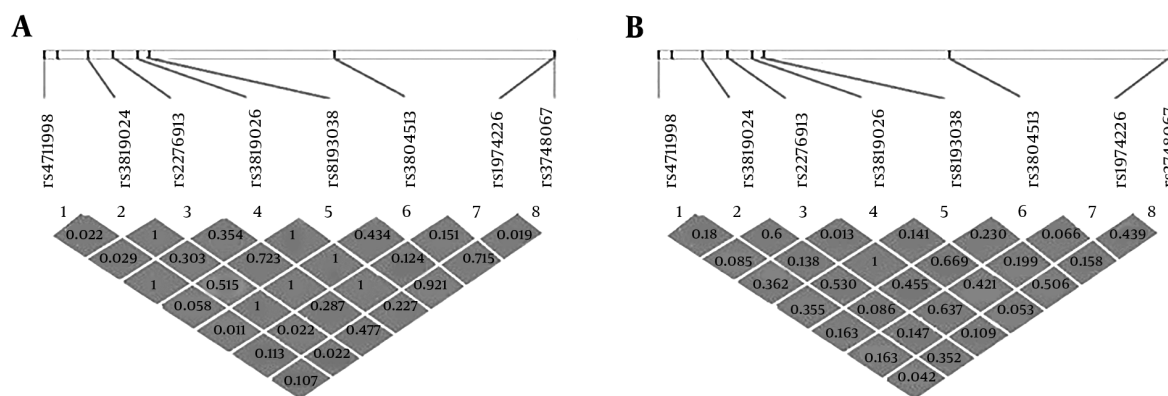 A
B
rs4711998
rs3819024
rs2276913
rs3819026
rs8193038
rs3804513
rs1974226
rs3748067
1 2 3 4 5 6 7 8
0.022 1 0.354 1 0.434 0.151 0.019
0.029 0.303 0.723 1 0.124 0.715
1 0.515 1 1 0.921
0.058 1 0.287 0.227
0.011 0.022 0.477
0.113 0.022
0.107
rs4711998
rs3819024
rs2276913
rs3819026
rs8193038
rs3804513
rs1974226
rs3748067
1 2 3 4 5 6 7 8
0.18 0.6 0.013 0.141 0.230 0.066 0.439
0.085 0.138 1 0.669 0.199 0.158
0.362 0.530 0.455 0.421 0.506
0.355 0.086 0.637 0.053
0.163 0.147 0.109
0.163 0.352
0.042